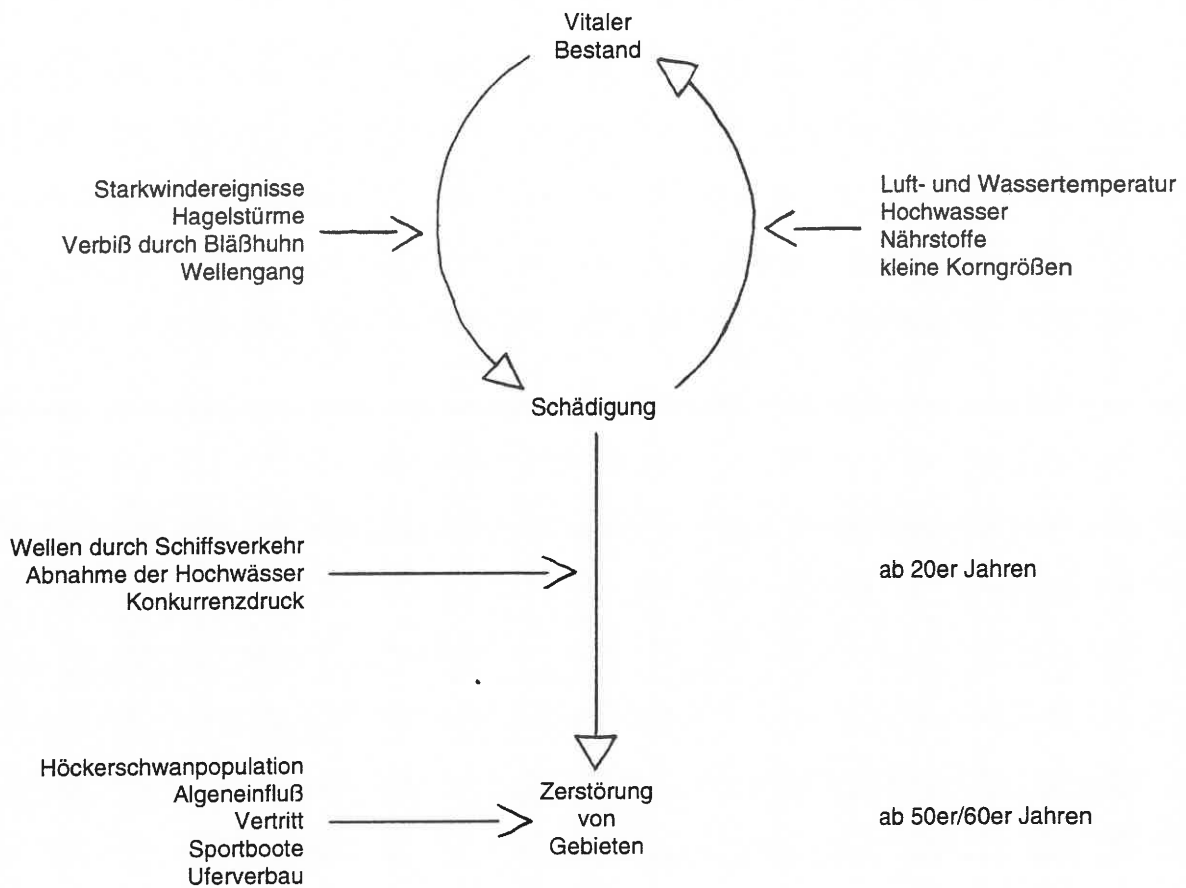 Vitaler
Bestand
Starkwindereignisse
Hagelstürme
Verbiß durch Bläßhuhn
Wellengang
Luft- und Wassertemperatur
Hochwasser
Nährstoffe
kleine Korngrößen
Schädigung
Wellen durch Schiffsverkehr
Abnahme der Hochwässer
Konkurrenzdruck
ab 20er Jahren
Höckerschwanpopulation
Algeneinfluß
Vertritt
Sportboote
Uferverbau
Zerstörung
von
Gebieten
ab 50er/60er Jahren